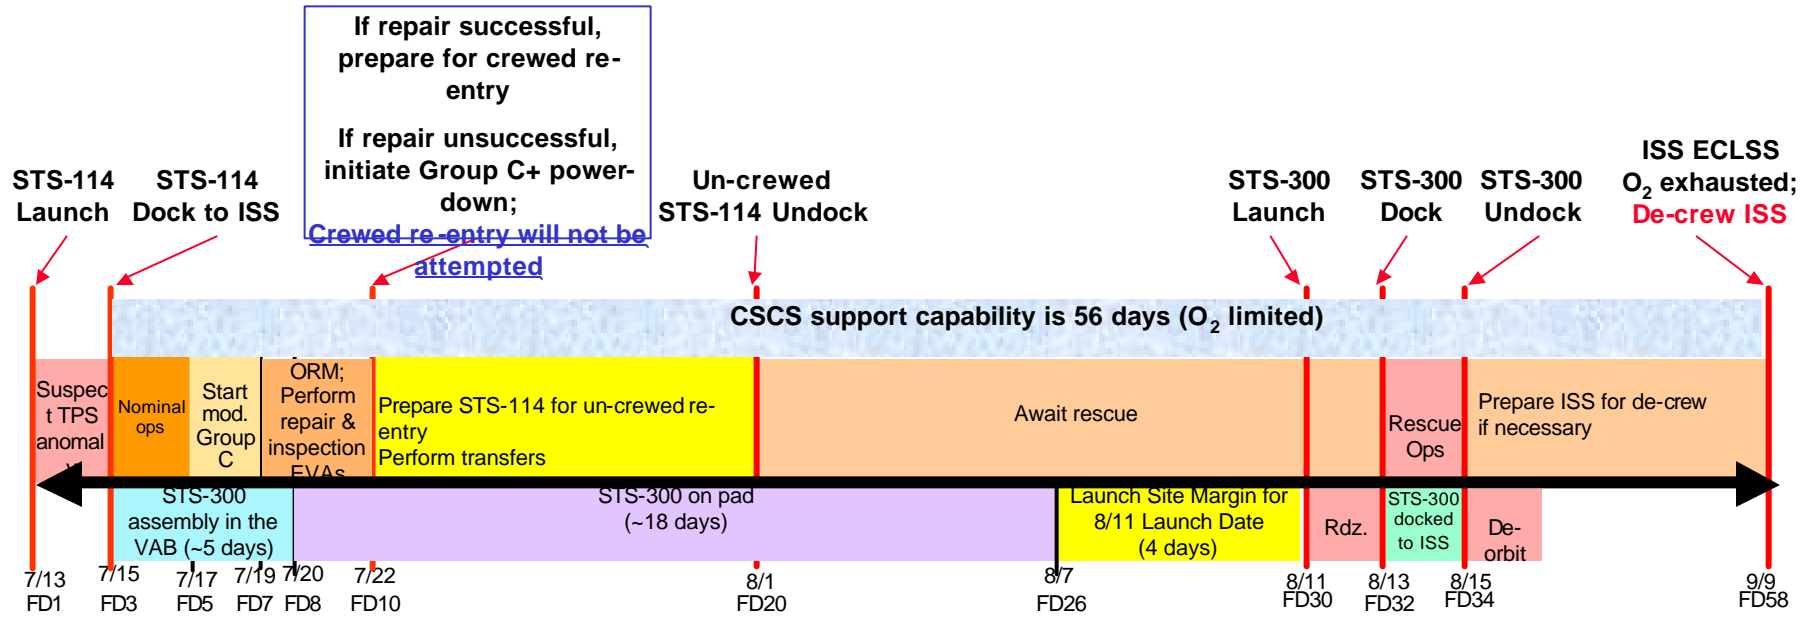 If repair successful,
prepare for crewed re-
entry
If repair unsuccessful,
initiate Group C+ power-
down;
Crewed re-entry will not be
attempted
STS-114
Launch
STS-114
Dock to ISS
Un-crewed
STS-114 Undock
STS-300
Launch
STS-300
Dock
STS-300
Undock
ISS ECLSS
O2 exhausted;
De-crew ISS
CSCS support capability is 56 days (O2 limited)
Suspec
t TPS
anomal
y
Nominal
ops
Start
mod.
Group
C
ORM;
Perform
repair &
inspection
EVAs
Prepare STS-114 for un-crewed re-
entry
Perform transfers
Await rescue
Rescue
Ops
Prepare ISS for de-crew
if necessary
STS-300
assembly in the
VAB (~5 days)
STS-300 on pad
(~18 days)
Launch Site Margin for
8/11 Launch Date
(4 days)
Rdz.
STS-300
docked
to ISS
De-
orbit
7/13
FD1
7/15
FD3
7/17
FD5
7/19
FD7
7/20
FD8
7/22
FD10
8/1
FD20
8/7
FD26
8/11
FD30
8/13
FD32
8/15
FD34
9/9
FD58